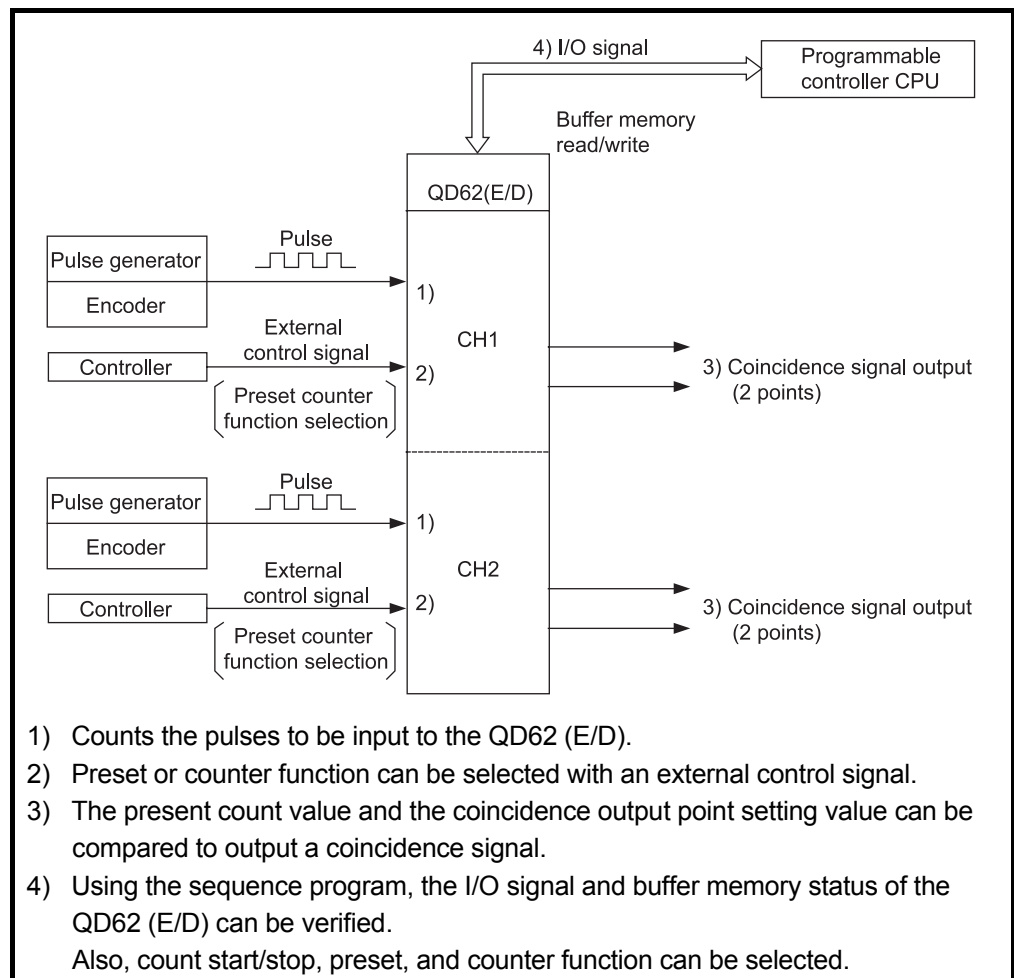 4) I/O signal
Programmable
controller CPU
Buffer memory
read/write
QD62(E/D)
Pulse generator
Encoder
Pulse
1)
External
control signal
Controller
2)
Preset counter
function selection
CH1
3) Coincidence signal output
(2 points)
Pulse generator
Encoder
Pulse
1)
External
control signal
Controller
2)
Preset counter
function selection
CH2
3) Coincidence signal output
(2 points)
1) Counts the pulses to be input to the QD62 (E/D).
2) Preset or counter function can be selected with an external control signal.
3) The present count value and the coincidence output point setting value can be
compared to output a coincidence signal.
4) Using the sequence program, the I/O signal and buffer memory status of the
QD62 (E/D) can be verified.
Also, count start/stop, preset, and counter function can be selected.